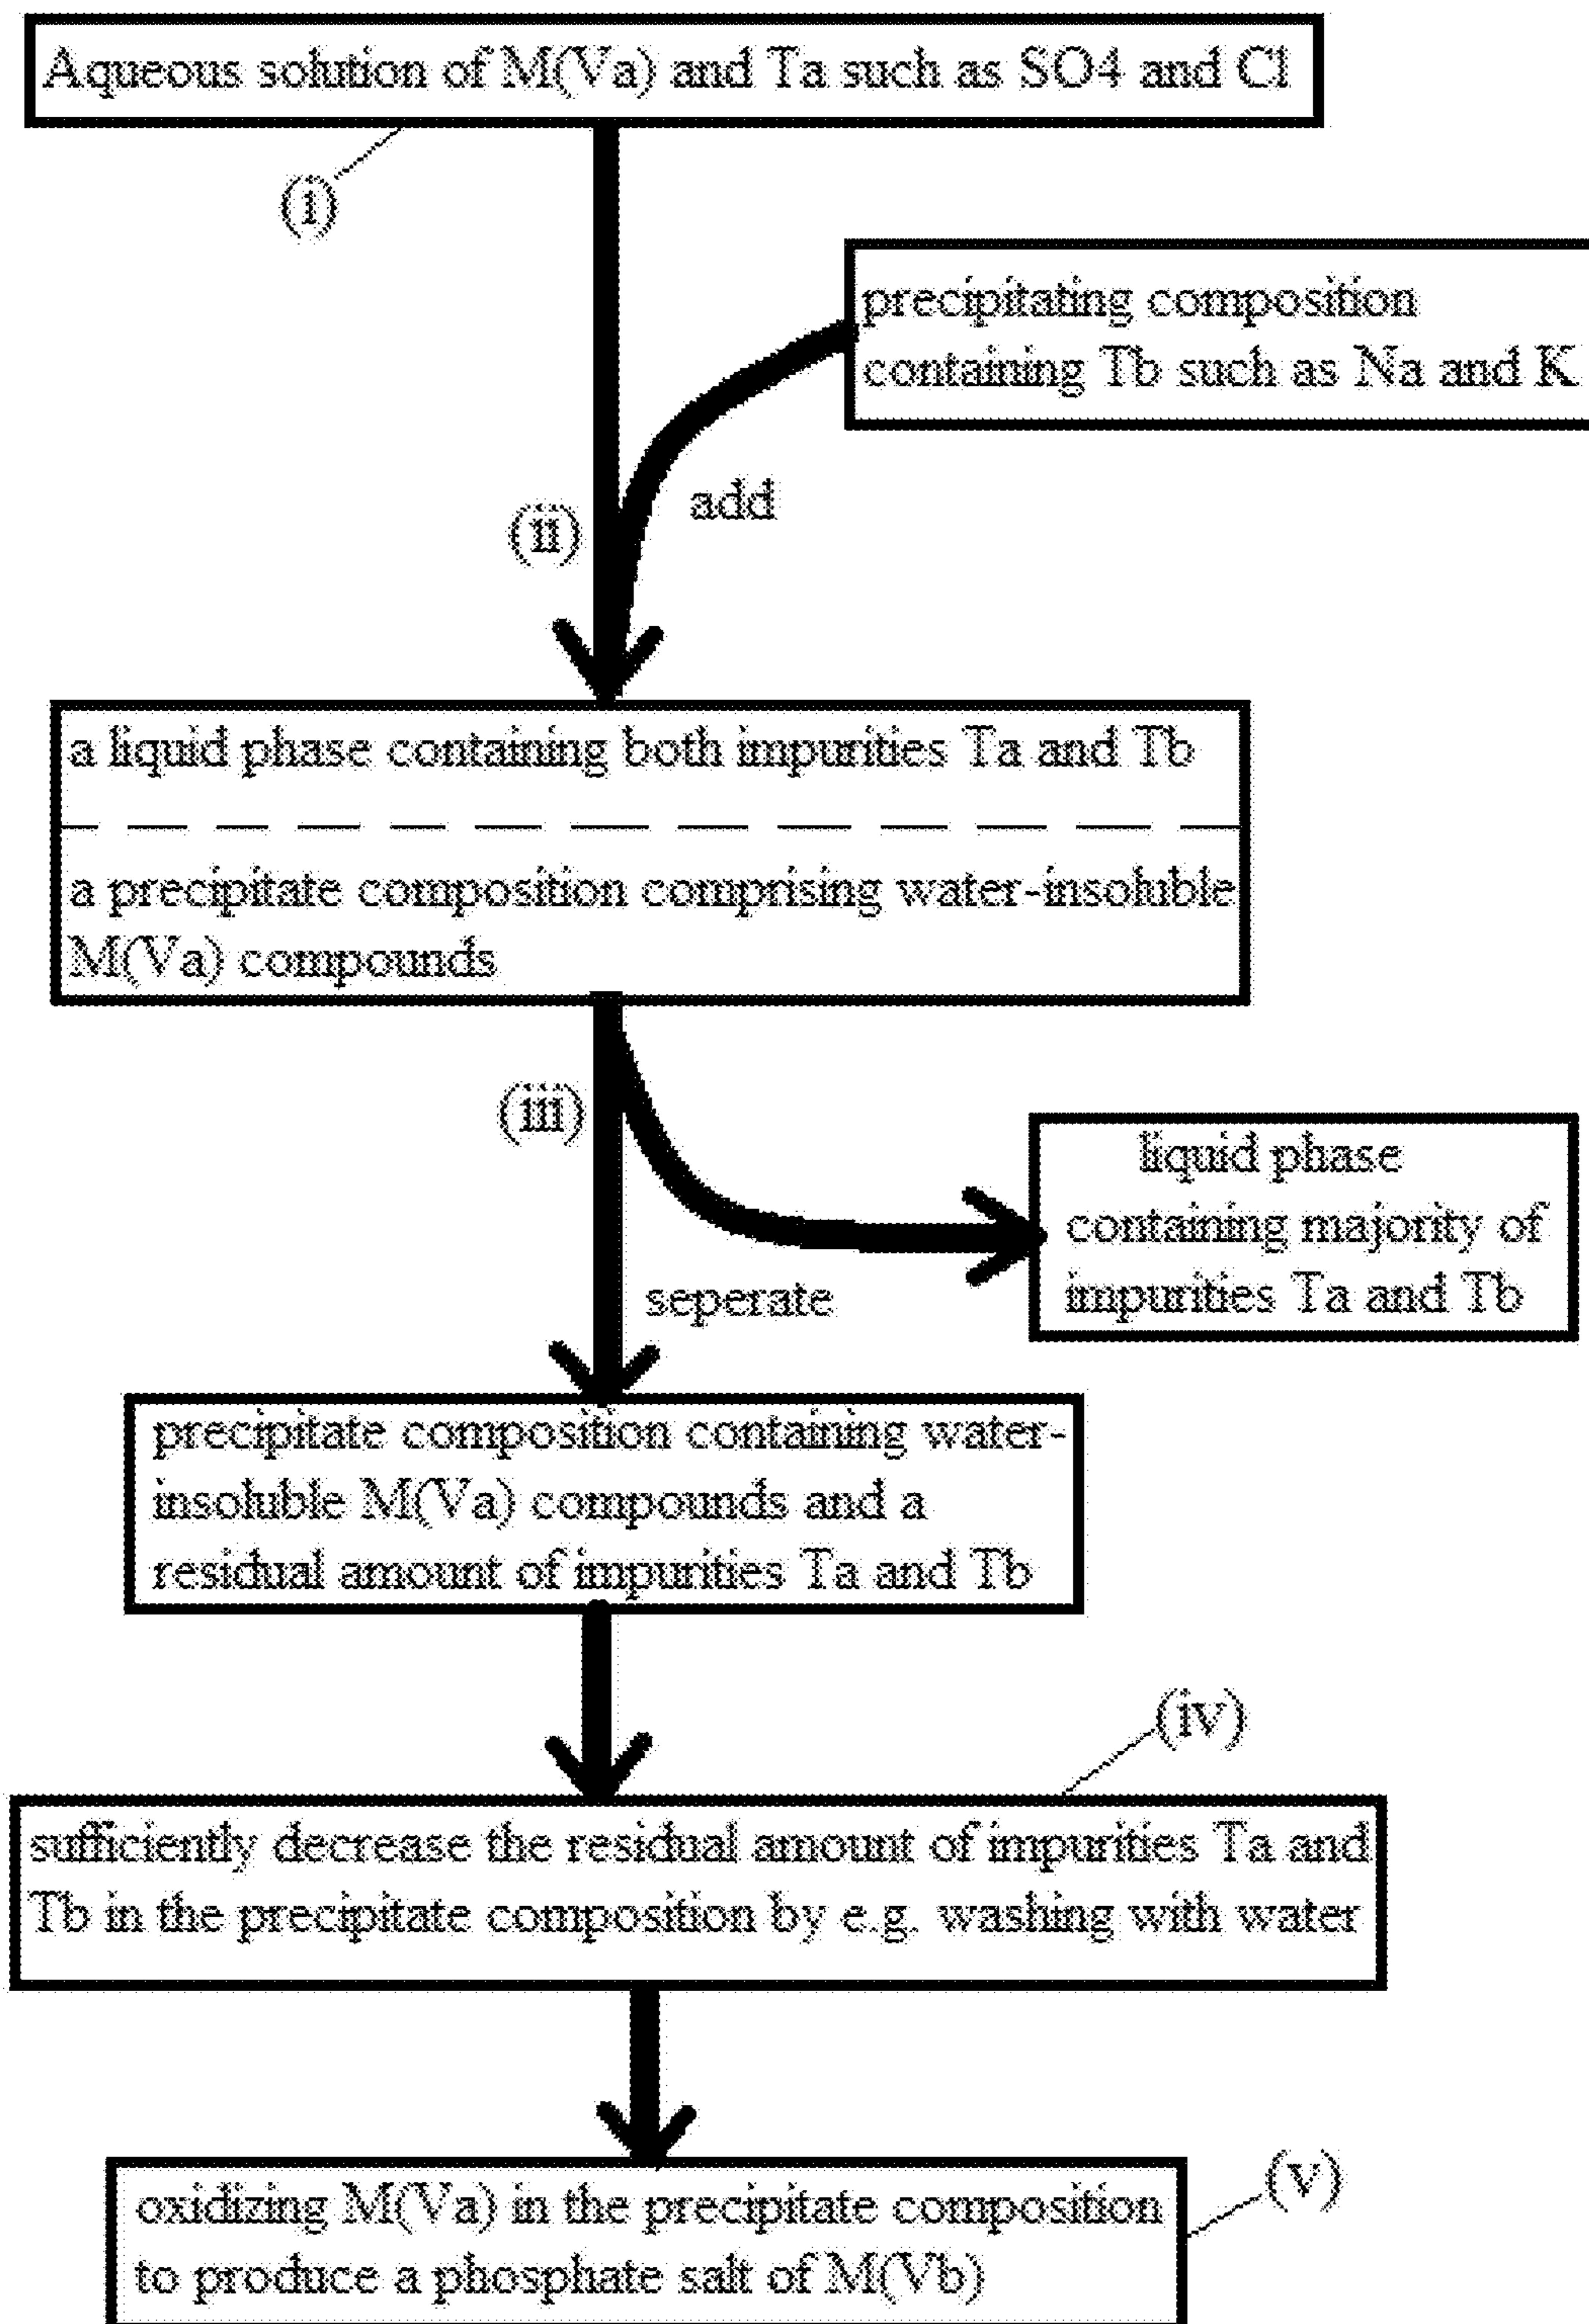 Aqueous solution of M(Va) and Ta such as SO4 and Cl
(i)
precipitating composition
containing Tb such as Na and K
add
(ii)
a liquid phase containing both impurities Ta and Tb
a precipitate composition comprising water-insoluble
M(Va) compounds
(iii)
liquid phase
containing majority of
impurities Ta and Tb
seperate
precipitate composition containing water-
insoluble M(Va) compounds and a
residual amount of impurities Ta and Tb
(iv)
sufficiently decrease the residual amount of impurities Ta and
Tb in the precipitate composition by e.g. washing with water
(v)
oxidizing M(Va) in the precipitate composition
to produce a phosphate salt of M(Vb)